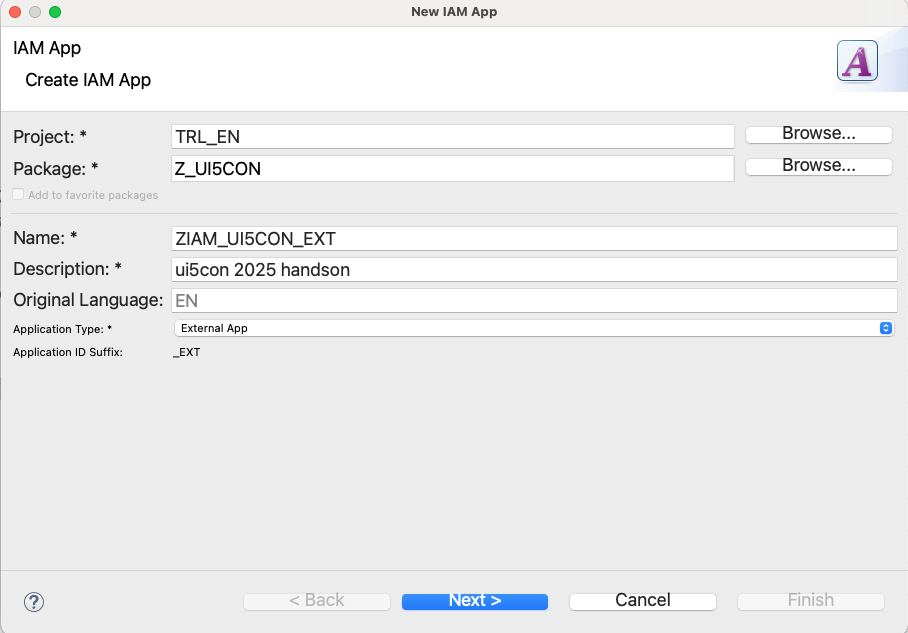 New IAM App
IAM App
Create IAM App
Project: * TRL_EN Browse...
Package: * Z_UI5CON Browse...
Add to favorite packages
Name: * ZIAM_UI5CON_EXT
Description: * ui5con 2025 handson
Original Language: EN
Application Type: * External App
Application ID Suffix: _EXT
? < Back Next > Cancel Finish